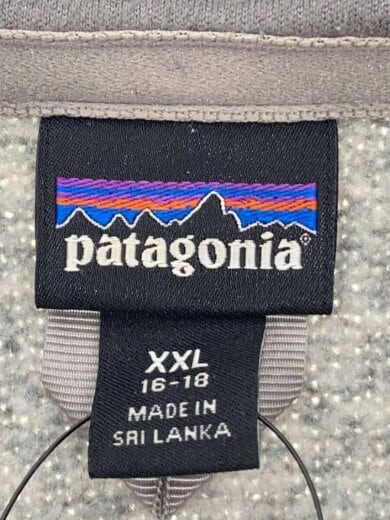 patagonia®
XXL
16-18
MADE IN
SRI LANKA